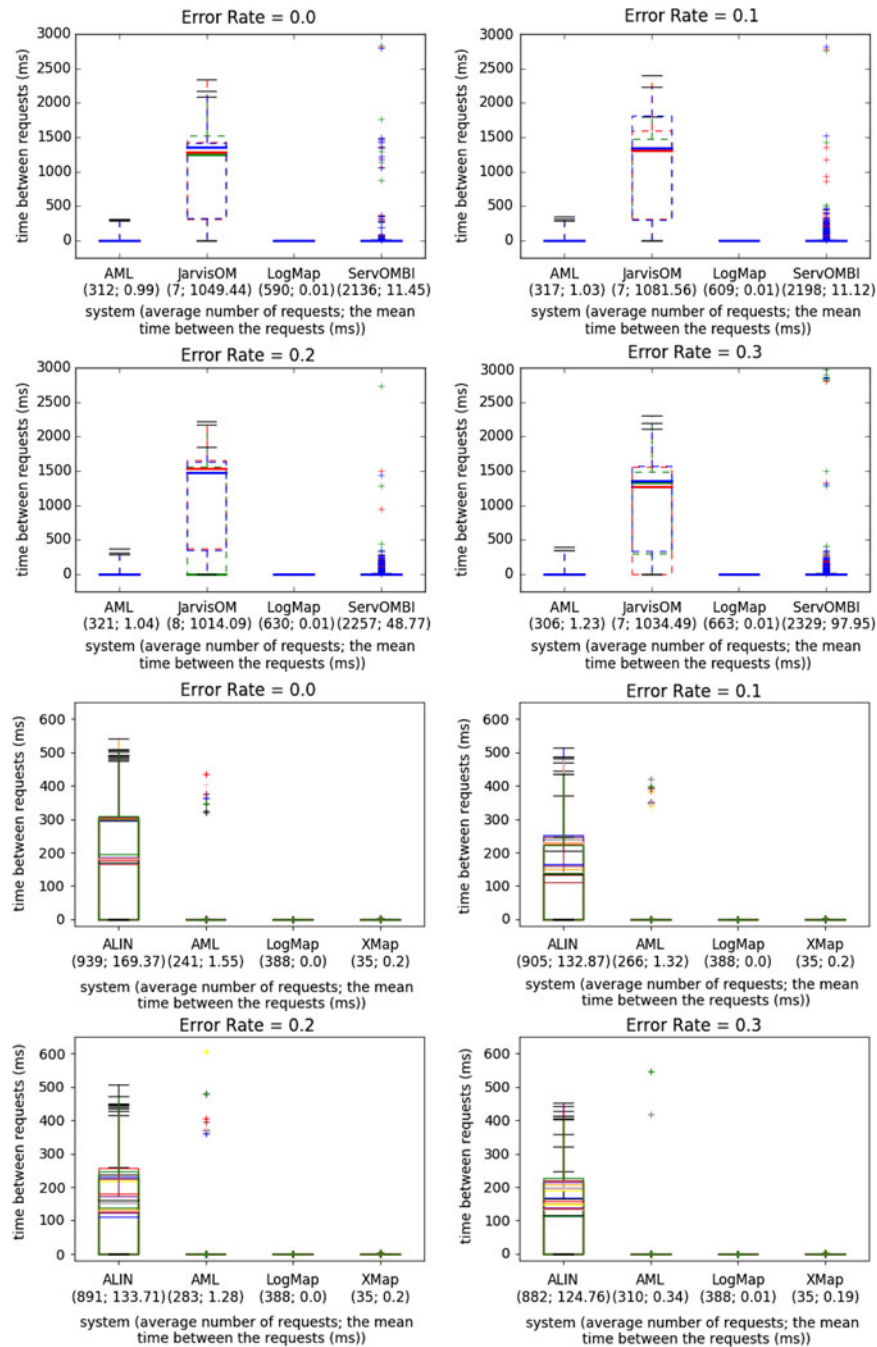 Error Rate = 0.0
time between requests (ms)
3000
2500
2000
1500
1000
500
0
AML JarvisOM LogMap ServOMBI
(312; 0.99) (7; 1049.44) (590; 0.01) (2136; 11.45)
system (average number of requests; the mean
time between the requests (ms))
Error Rate = 0.1
time between requests (ms)
3000
2500
2000
1500
1000
500
0
AML JarvisOM LogMap ServOMBI
(317; 1.03) (7; 1081.56) (609; 0.01) (2198; 11.12)
system (average number of requests; the mean
time between the requests (ms))
Error Rate = 0.2
time between requests (ms)
3000
2500
2000
1500
1000
500
0
AML JarvisOM LogMap ServOMBI
(321; 1.04) (8; 1014.09) (630; 0.01) (2257; 48.77)
system (average number of requests; the mean
time between the requests (ms))
Error Rate = 0.3
time between requests (ms)
3000
2500
2000
1500
1000
500
0
AML JarvisOM LogMap ServOMBI
(306; 1.23) (7; 1034.49) (663; 0.01) (2329; 97.95)
system (average number of requests; the mean
time between the requests (ms))
Error Rate = 0.0
time between requests (ms)
600
500
400
300
200
100
0
ALIN AML LogMap XMap
(939; 169.37) (241; 1.55) (388; 0.0) (35; 0.2)
system (average number of requests; the mean
time between the requests (ms))
Error Rate = 0.1
time between requests (ms)
600
500
400
300
200
100
0
ALIN AML LogMap XMap
(905; 132.87) (266; 1.32) (388; 0.0) (35; 0.2)
system (average number of requests; the mean
time between the requests (ms))
Error Rate = 0.2
time between requests (ms)
600
500
400
300
200
100
0
ALIN AML LogMap XMap
(891; 133.71) (283; 1.28) (388; 0.0) (35; 0.2)
system (average number of requests; the mean
time between the requests (ms))
Error Rate = 0.3
time between requests (ms)
600
500
400
300
200
100
0
ALIN AML LogMap XMap
(882; 124.76) (310; 0.34) (388; 0.01) (35; 0.19)
system (average number of requests; the mean
time between the requests (ms))